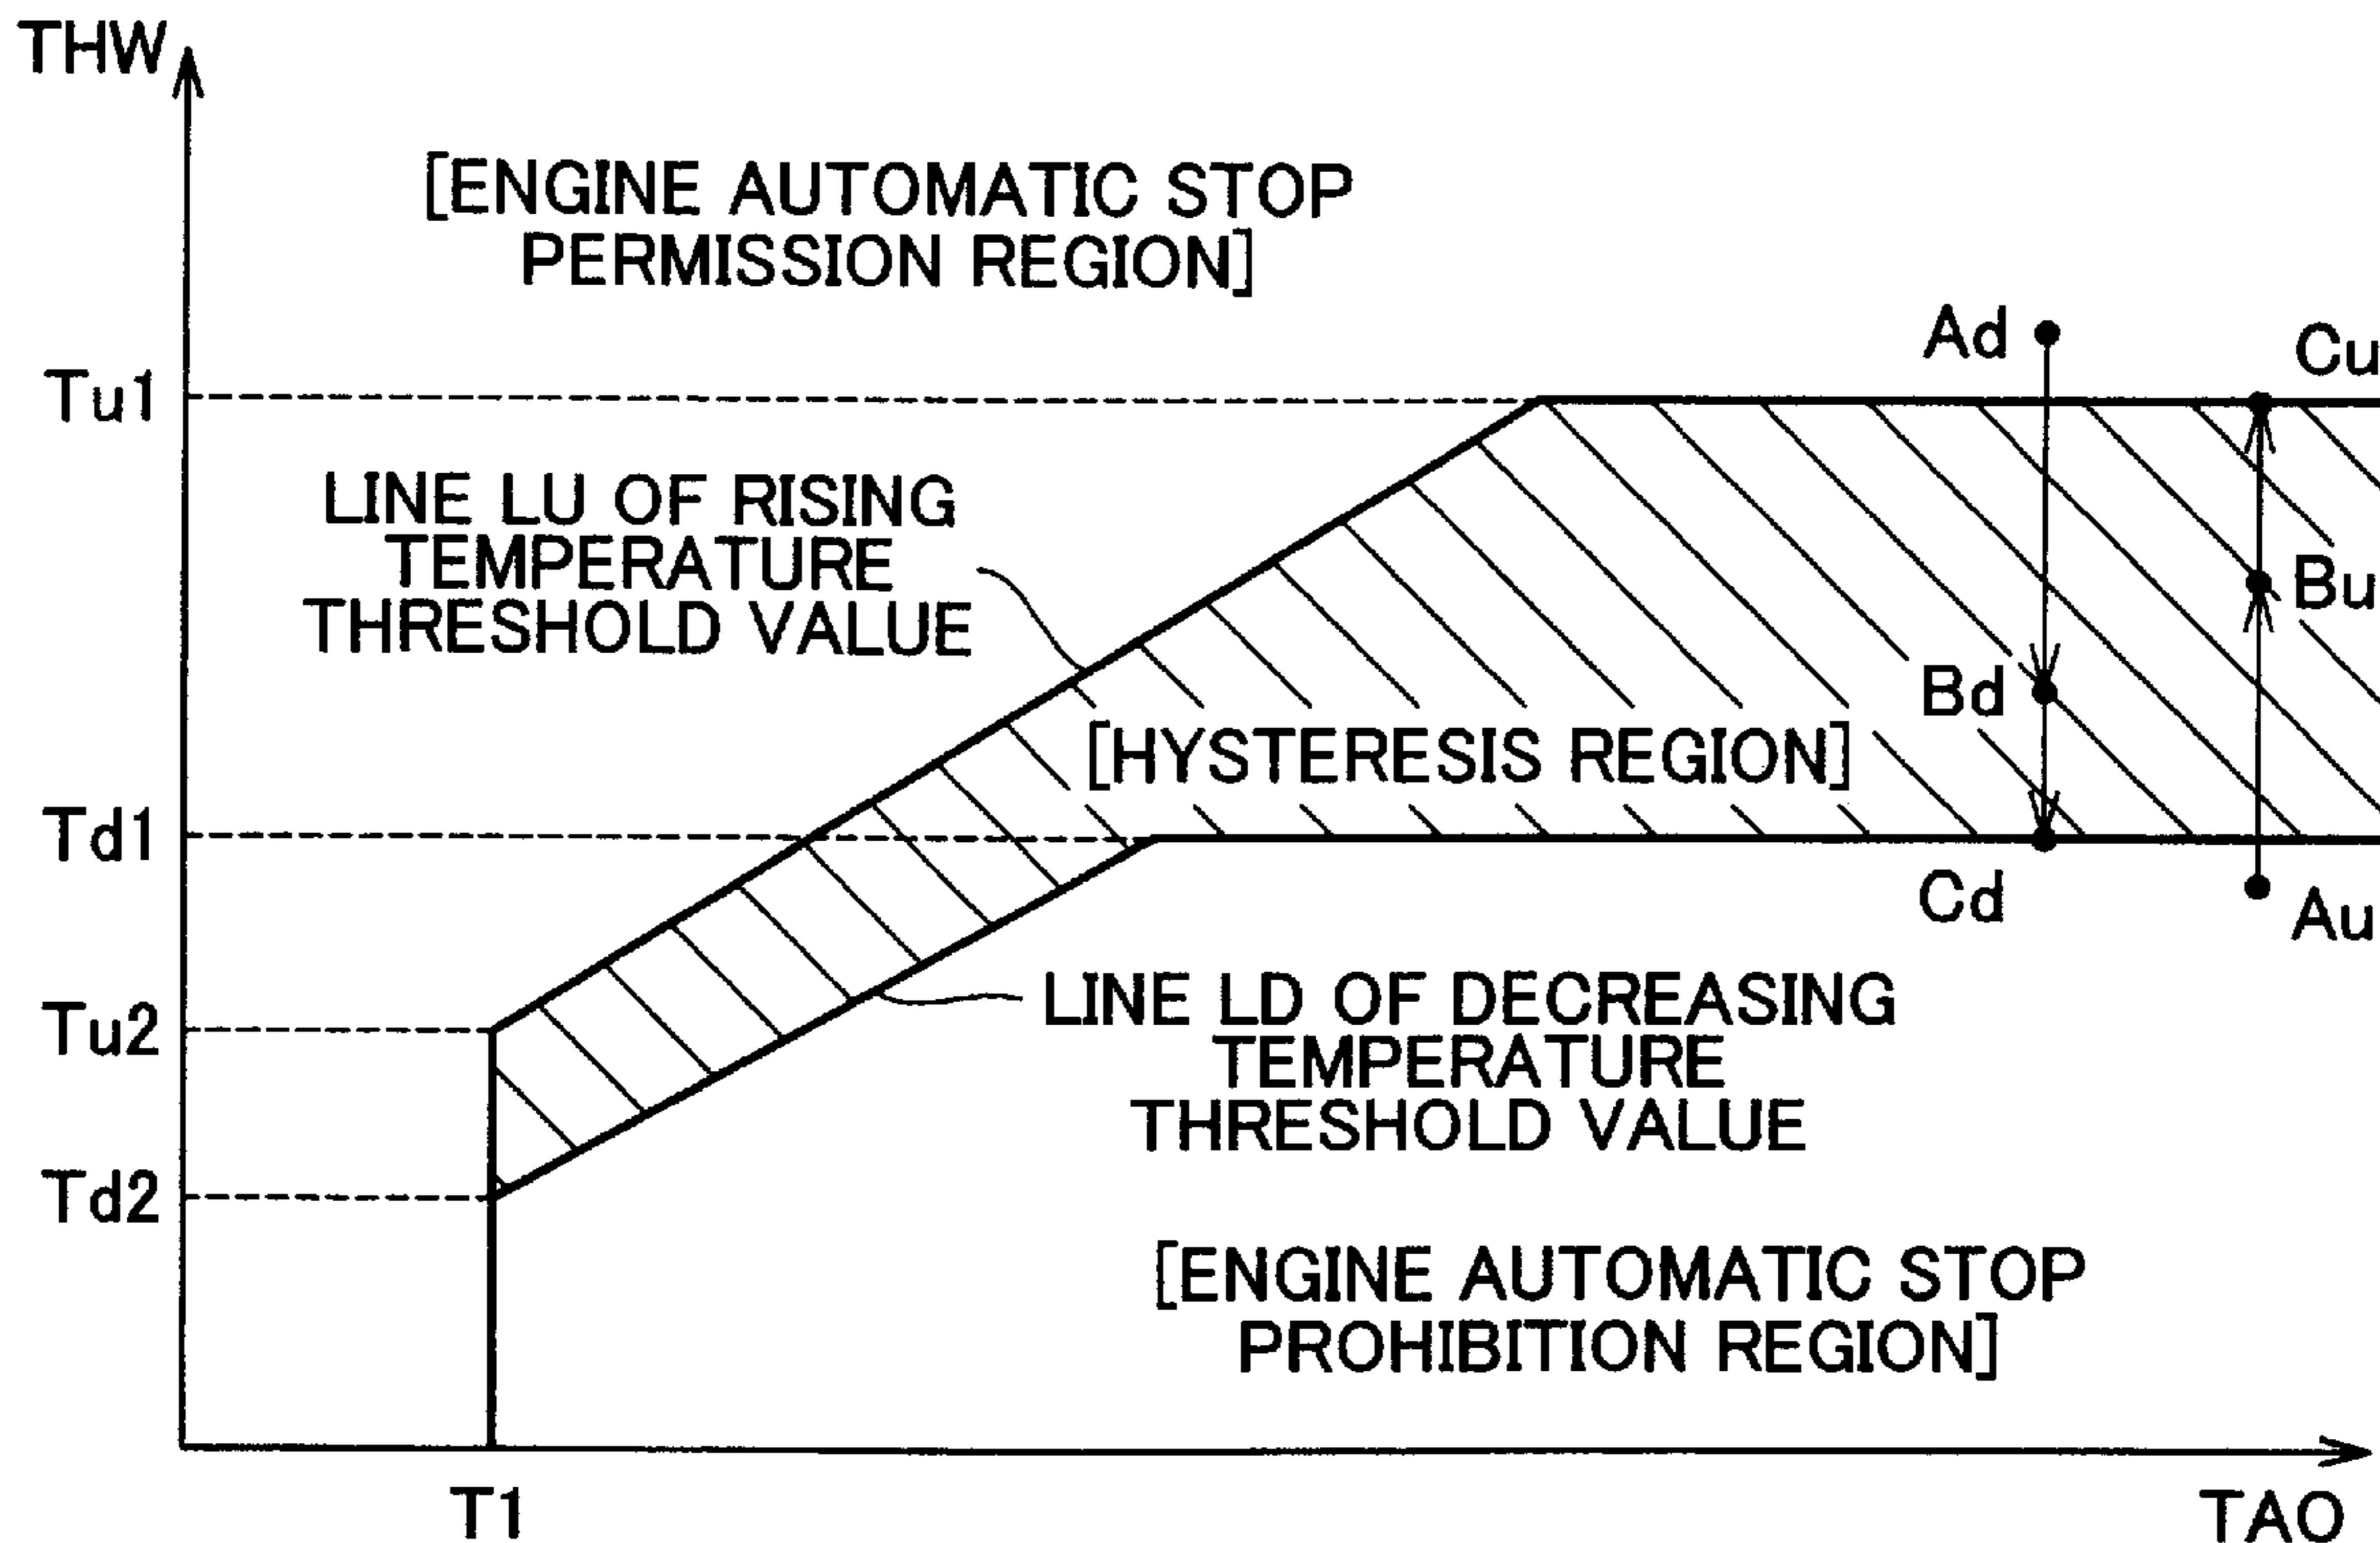 THW
[ENGINE AUTOMATIC STOP
PERMISSION REGION]
Ad
Cu
Tu1
LINE LU OF RISING
TEMPERATURE
THRESHOLD VALUE
Bu
Bd
[HYSTERESIS REGION]
Td1
Cd
Au
LINE LD OF DECREASING
TEMPERATURE
THRESHOLD VALUE
Tu2
Td2
[ENGINE AUTOMATIC STOP
PROHIBITION REGION]
T1
TAO